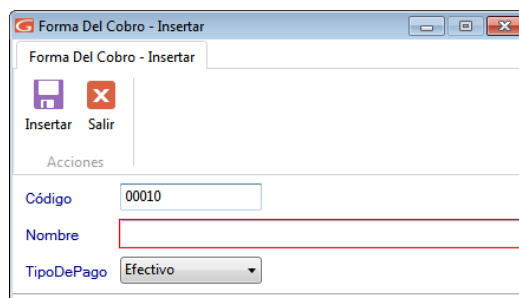 Forma Del Cobro - Insertar
Forma Del Cobro - Insertar
Insertar Salir
Acciones
Código 00010
Nombre
TipoDePago Efectivo